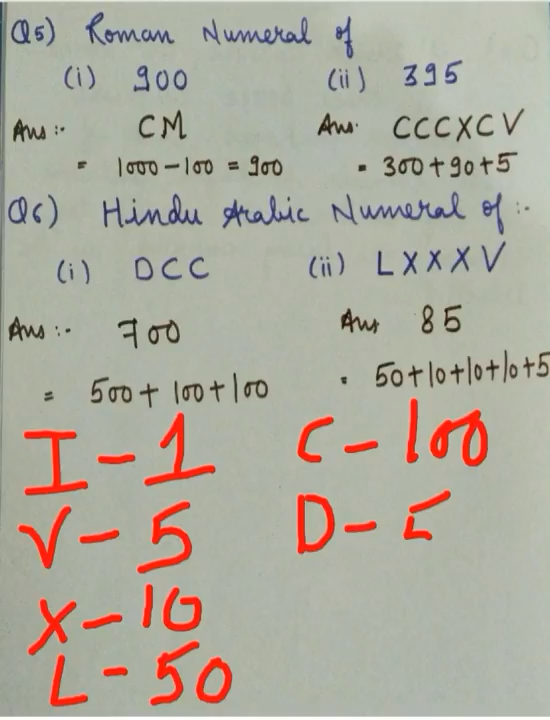 Q5) Roman Numeral of
(i) 900 (ii) 395
Ans :- CM Ans. CCCXCV
= 1000-100 = 900 = 300+90+5
Q6) Hindu Arabic Numeral of :-
(i) DCC (ii) LXXXV
Ans :- 700 Ans 85
= 500+100+100 = 50+10+10+10+5
I-1 C-100
V-5 D-5
X-10
L-50